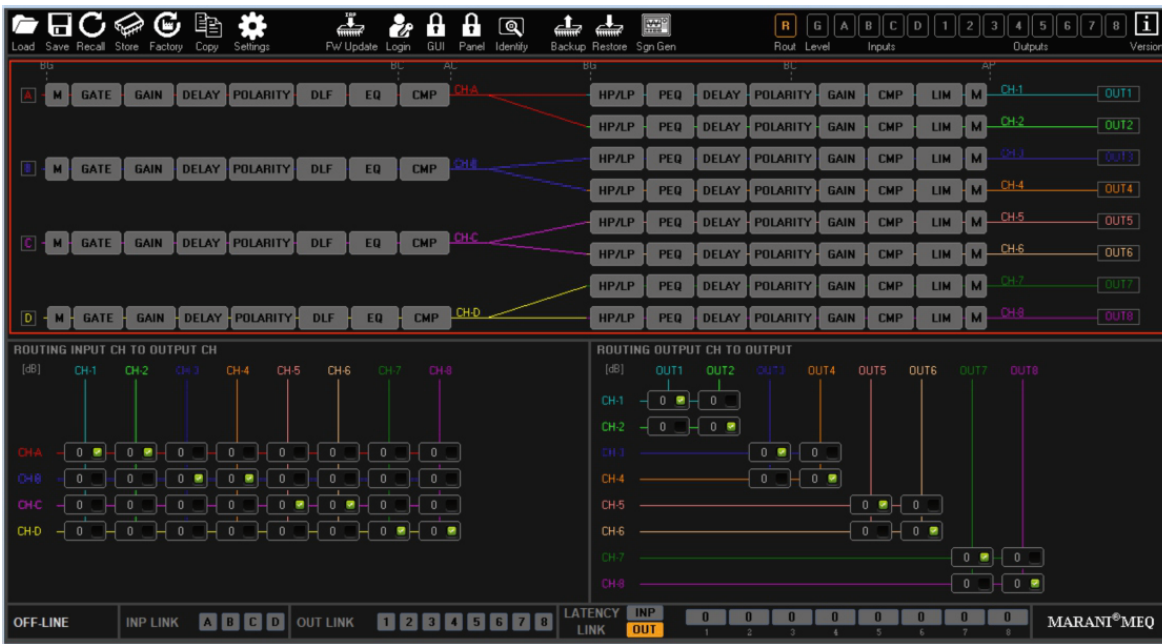 INP
Load Save Recall Store Factory Copy Settings FW Update Login GUI Panel Identify Backup Restore Sgn Gen Rout Level Inputs Outputs Version
R G A B C D 1 2 3 4 5 6 7 8 i
BG BC AC BG BC AP
A M GATE GAIN DELAY POLARITY DLF EQ CMP CH-A HP/LP PEQ DELAY POLARITY GAIN CMP LIM M CH-1 OUT1
HP/LP PEQ DELAY POLARITY GAIN CMP LIM M CH-2 OUT2
B M GATE GAIN DELAY POLARITY DLF EQ CMP CH-B HP/LP PEQ DELAY POLARITY GAIN CMP LIM M CH-3 OUT3
HP/LP PEQ DELAY POLARITY GAIN CMP LIM M CH-4 OUT4
C M GATE GAIN DELAY POLARITY DLF EQ CMP CH-C HP/LP PEQ DELAY POLARITY GAIN CMP LIM M CH-5 OUT5
HP/LP PEQ DELAY POLARITY GAIN CMP LIM M CH-6 OUT6
HP/LP PEQ DELAY POLARITY GAIN CMP LIM M CH-7 OUT7
D M GATE GAIN DELAY POLARITY DLF EQ CMP CH-D HP/LP PEQ DELAY POLARITY GAIN CMP LIM M CH-8 OUT8
ROUTING INPUT CH TO OUTPUT CH
[dB] CH-1 CH-2 CH-3 CH-4 CH-5 CH-6 CH-7 CH-8
CH-A 0 0 0 0 0 0 0 0
CH-B 0 0 0 0 0 0 0 0
CH-C 0 0 0 0 0 0 0 0
CH-D 0 0 0 0 0 0 0 0
ROUTING OUTPUT CH TO OUTPUT
[dB] OUT1 OUT2 OUT3 OUT4 OUT5 OUT6 OUT7 OUT8
CH-1 0 0
CH-2 0 0
CH-3 0 0
CH-4 0 0
CH-5 0 0
CH-6 0 0
CH-7 0 0
CH-8 0 0
OFF-LINE INP LINK A B C D OUT LINK 1 2 3 4 5 6 7 8
LATENCY LINK INP OUT
0 0 0 0 0 0 0 0
1 2 3 4 5 6 7 8
MARANI®MEQ